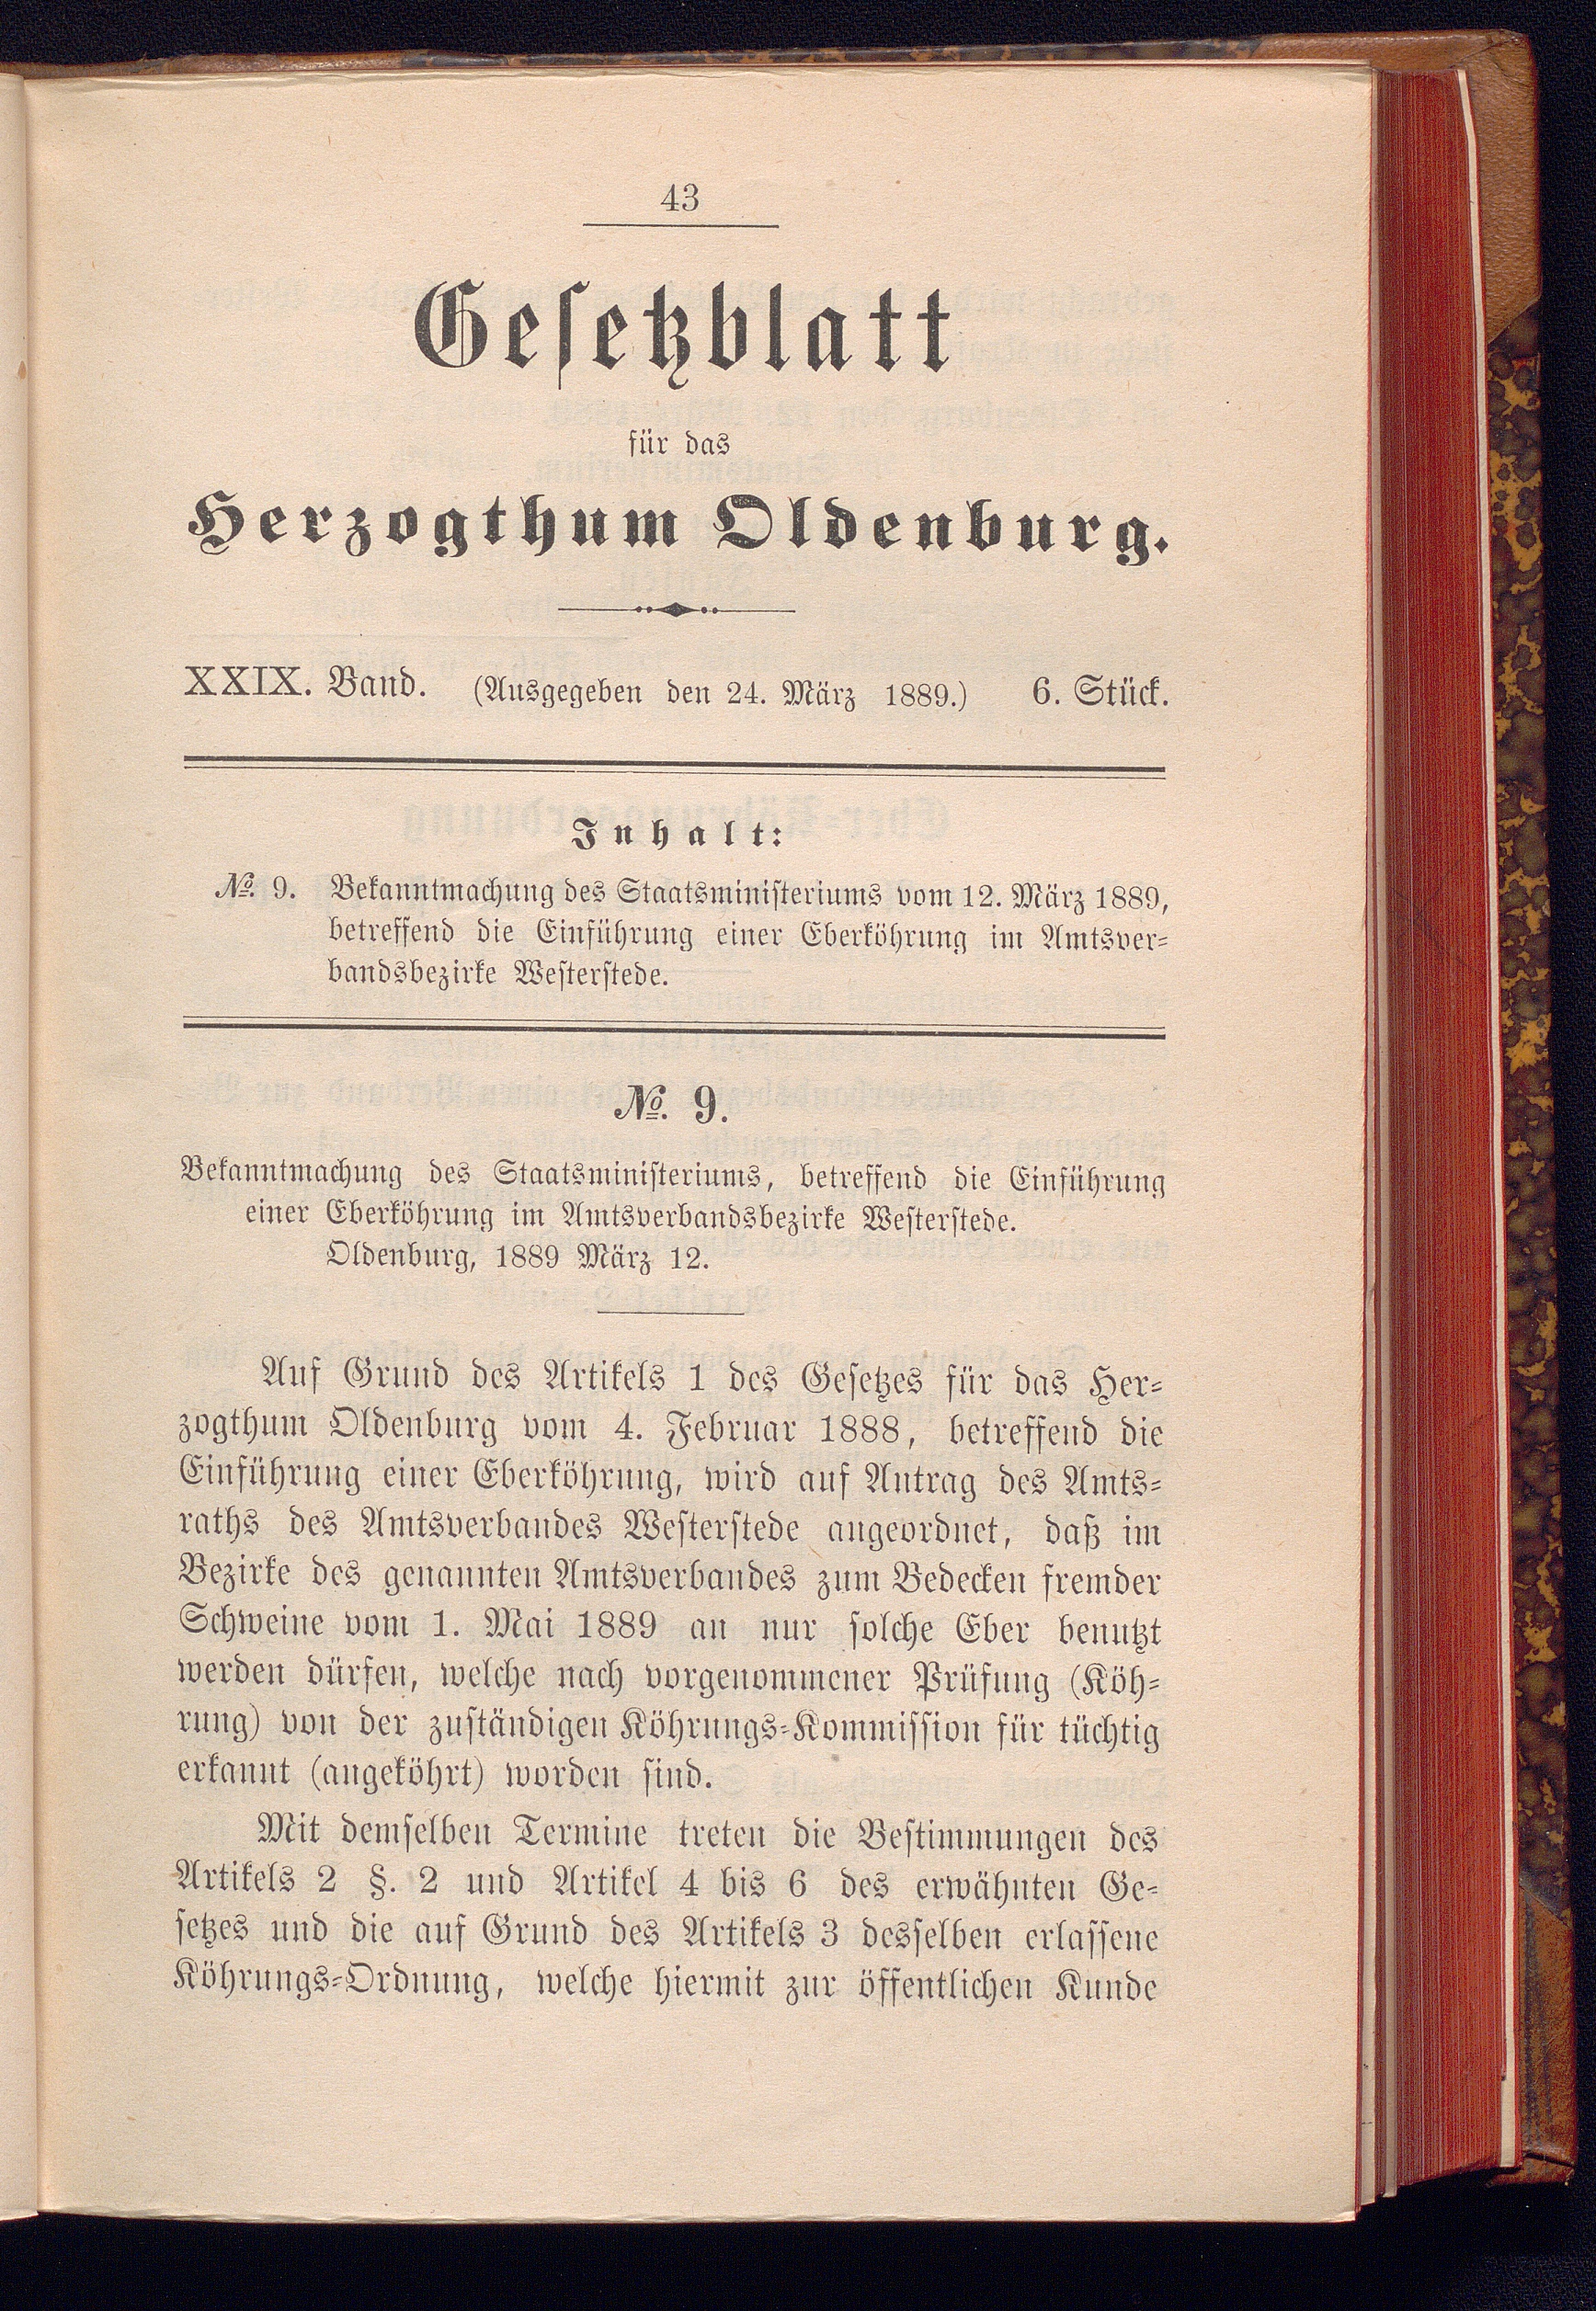 43
Gesetzblatt
für das
Herzogthum Oldenburg.
XXIX. Band. (Ausgegeben den 24. März 1889.) 6. Stück.
Inhalt:
№. 9. Bekanntmachung des Staatsministeriums vom 12. März 1889,
betreffend die Einführung einer Eberköhrung im Amtsver-
bandsbezirke Westerstede.
№. 9.
Bekanntmachung des Staatsministeriums, betreffend die Einführung
einer Eberköhrung im Amtsverbandsbezirke Westerstede.
Oldenburg, 1889 März 12.
Auf Grund des Artikels 1 des Gesetzes für das Her-
zogthum Oldenburg vom 4. Februar 1888, betreffend die
Einführung einer Eberköhrung, wird auf Antrag des Amts-
raths des Amtsverbandes Westerstede angeordnet, daß im
Bezirke des genannten Amtsverbandes zum Bedecken fremder
Schweine vom 1. Mai 1889 an nur solche Eber benutzt
werden dürfen, welche nach vorgenommener Prüfung (Köh-
rung) von der zuständigen Köhrungs-Kommission für tüchtig
erkannt (angeköhrt) worden sind.
Mit demselben Termine treten die Bestimmungen des
Artikels 2 §. 2 und Artikel 4 bis 6 des erwähnten Ge-
setzes und die auf Grund des Artikels 3 desselben erlassene
Köhrungs-Ordnung, welche hiermit zur öffentlichen Kunde